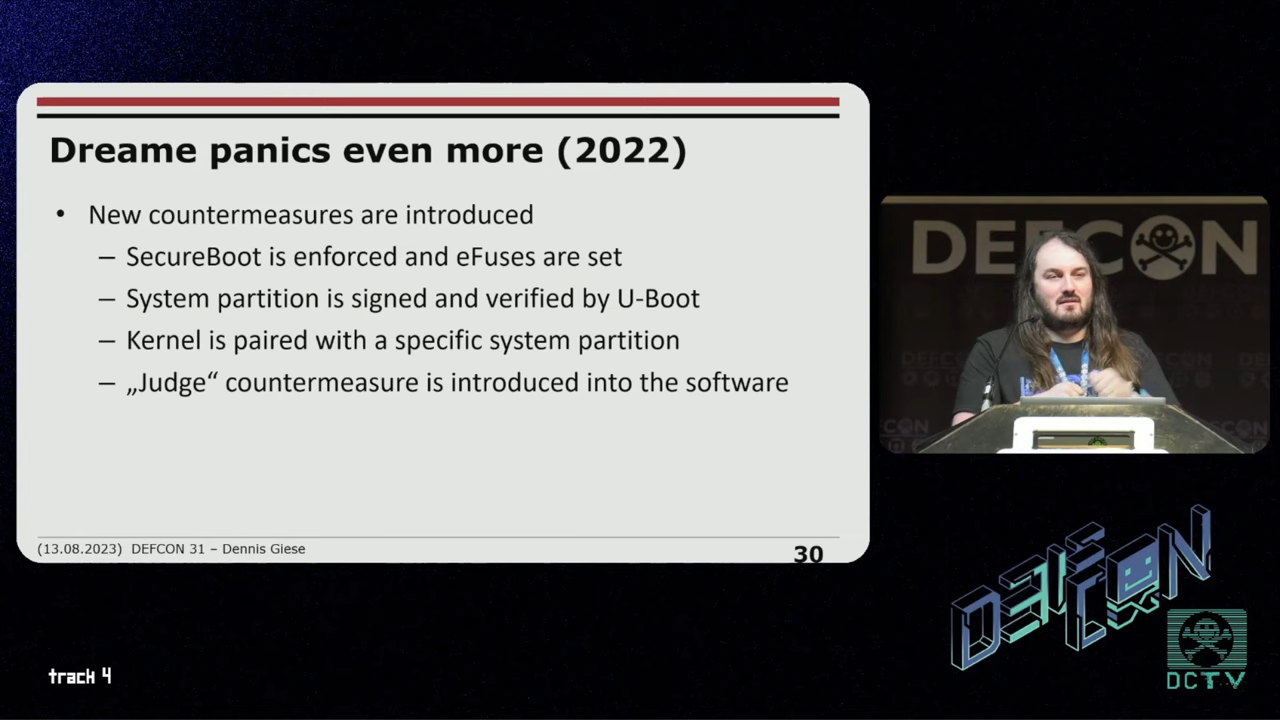 Dreame panics even more (2022)
• New countermeasures are introduced
– SecureBoot is enforced and eFuses are set
– System partition is signed and verified by U-Boot
– Kernel is paired with a specific system partition
– „Judge“ countermeasure is introduced into the software
(13.08.2023) DEFCON 31 – Dennis Giese
30
DEFCON
DEFCON
DCTV
track 4